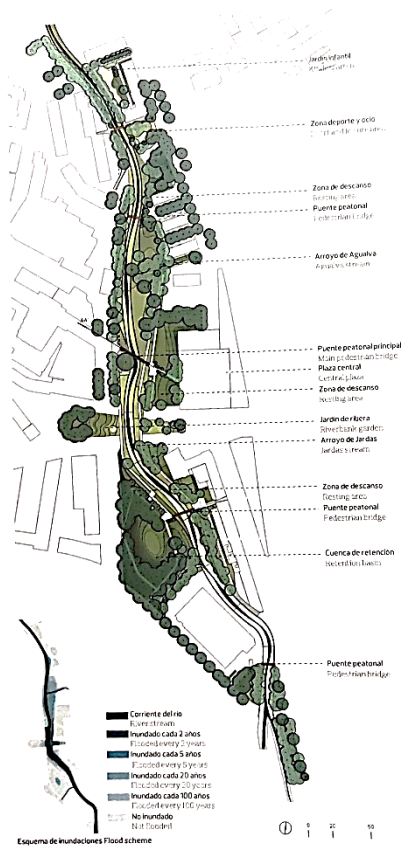 Jardín infantil
Zona deporte y ocio
Zona de descanso
Resting area
Puente peatonal
Pedestrian bridge
Arroyo de Agualva
Agualva stream
Puente peatonal principal
Main pedestrian bridge
Plaza central
Central plaza
Zona de descanso
Resting area
Jardín de ribera
Riverbank garden
Arroyo de Jardas
Jardas stream
Zona de descanso
Resting area
Puente peatonal
Pedestrian bridge
Cuenca de retención
Retention basin
Puente peatonal
Pedestrian bridge
Corriente del río
River stream
Inundado cada 2 años
Flooded every 2 years
Inundado cada 5 años
Flooded every 5 years
Inundado cada 20 años
Flooded every 20 years
Inundado cada 100 años
Flooded every 100 years
No inundado
Not flooded
Esquema de inundaciones Flood scheme
0 20 50